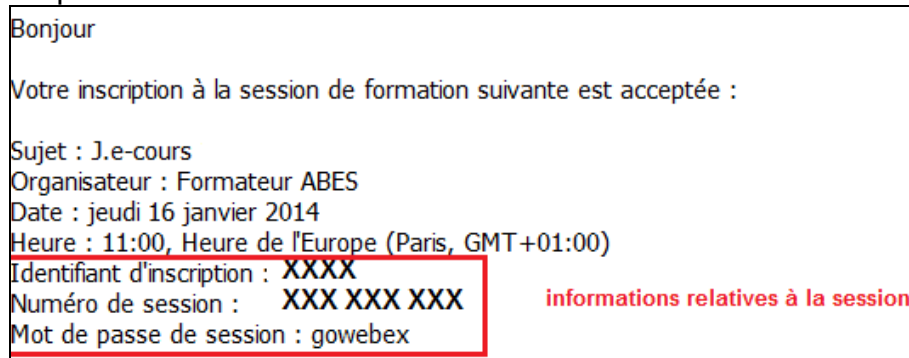 Bonjour
Votre inscription à la session de formation suivante est acceptée :
Sujet : J.e-cours
Organisateur : Formateur ABES
Date : jeudi 16 janvier 2014
Heure : 11:00, Heure de l'Europe (Paris, GMT+01:00)
Identifiant d'inscription : XXXX
Numéro de session : XXX XXX XXX
informations relatives à la session
Mot de passe de session : gowebex